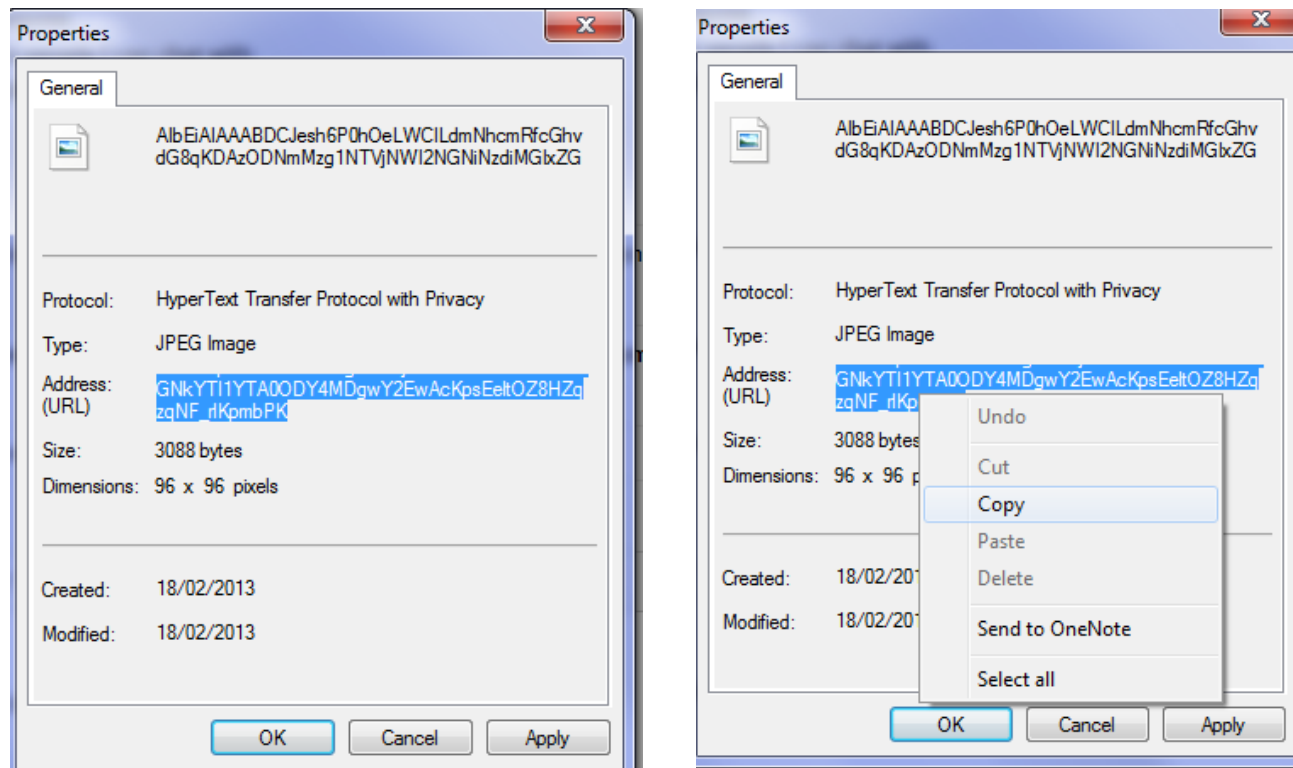 Properties
General
AIbEiAIAAABDCJesh6P0hOeLWCILdmNhcmRfcGhv
dG8qKDAzODNmMzg1NTVjNWI2NGNiNzdiMGIxZG
Protocol: HyperText Transfer Protocol with Privacy
Type: JPEG Image
Address: GNkYTI1YTA0ODY4MDgwY2EwAcKpsEeltOZ8HZq
(URL) zqNF_rlKpmbPK
Size: 3088 bytes
Dimensions: 96 x 96 pixels
Created: 18/02/2013
Modified: 18/02/2013
OK Cancel Apply
Properties
General
AIbEiAIAAABDCJesh6P0hOeLWCILdmNhcmRfcGhv
dG8qKDAzODNmMzg1NTVjNWI2NGNiNzdiMGIxZG
Protocol: HyperText Transfer Protocol with Privacy
Type: JPEG Image
Address: GNkYTI1YTA0ODY4MDgwY2EwAcKpsEeltOZ8HZq
(URL) zqNF_rlKp
Size: 3088 bytes
Dimensions: 96 x 96 p
Created: 18/02/201
Modified: 18/02/201
Undo
Cut
Copy
Paste
Delete
Send to OneNote
Select all
OK Cancel Apply